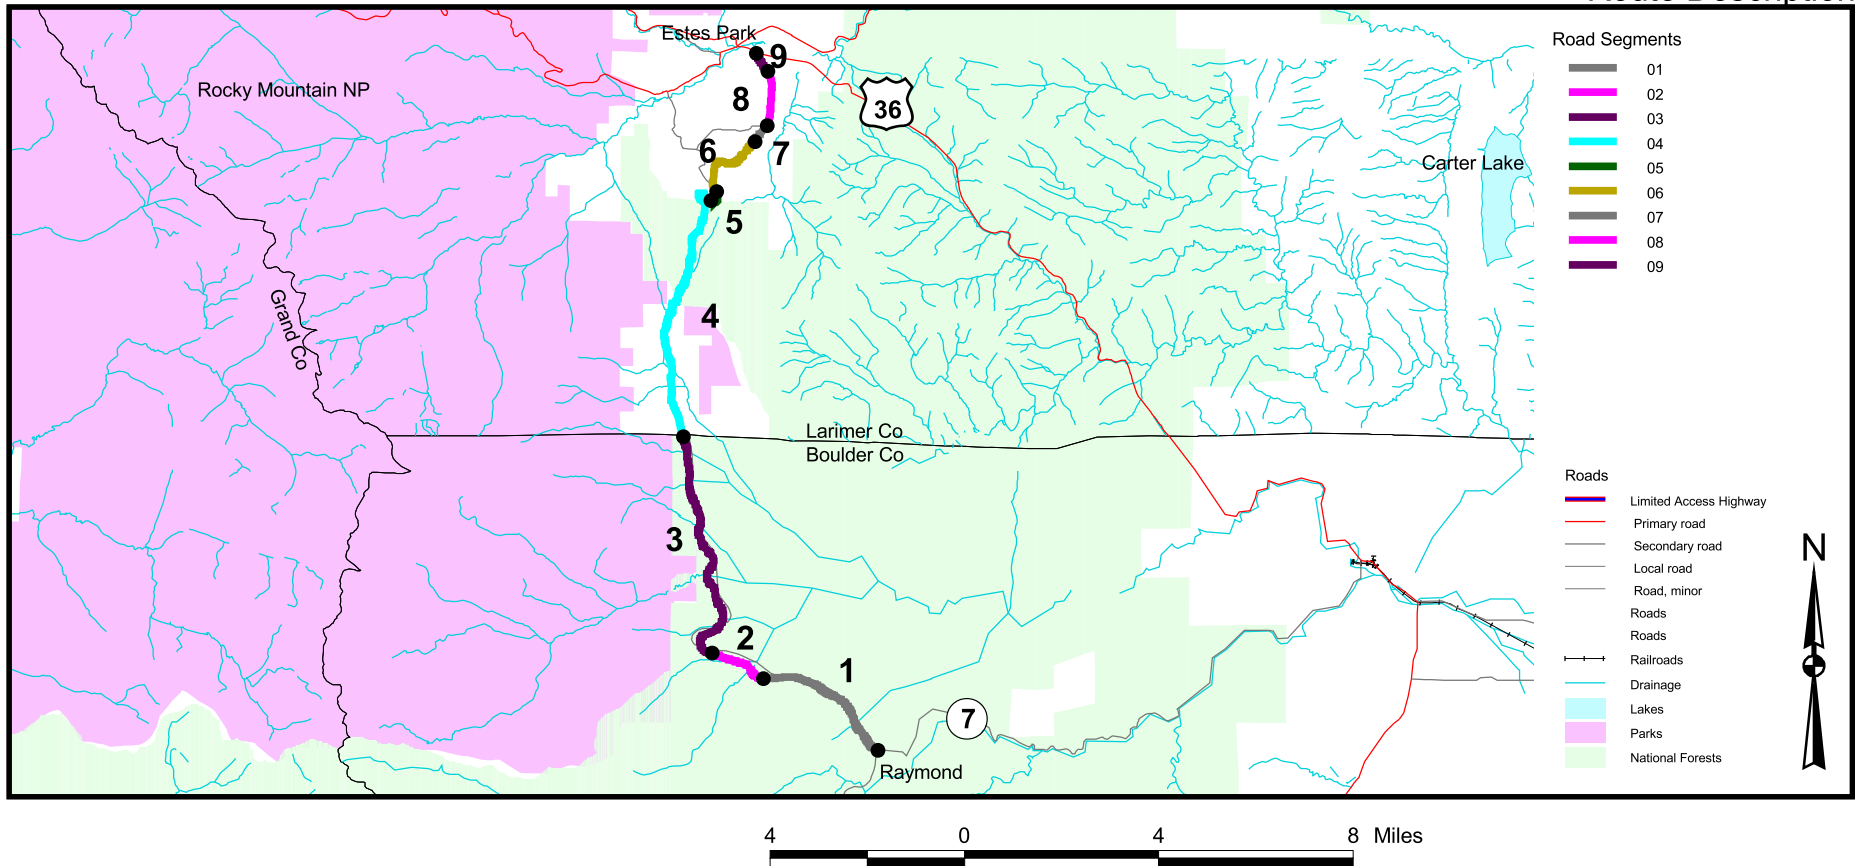 Route Description
Estes Park
Rocky Mountain NP
9
8
36
6
7
5
Carter Lake
Grand Co
4
Larimer Co
Boulder Co
3
2
1
7
Raymond
Road Segments
01
02
03
04
05
06
07
08
09
Roads
Limited Access Highway
Primary road
Secondary road
Local road
Road, minor
Roads
Roads
Railroads
Drainage
Lakes
Parks
National Forests
N
4 0 4 8 Miles